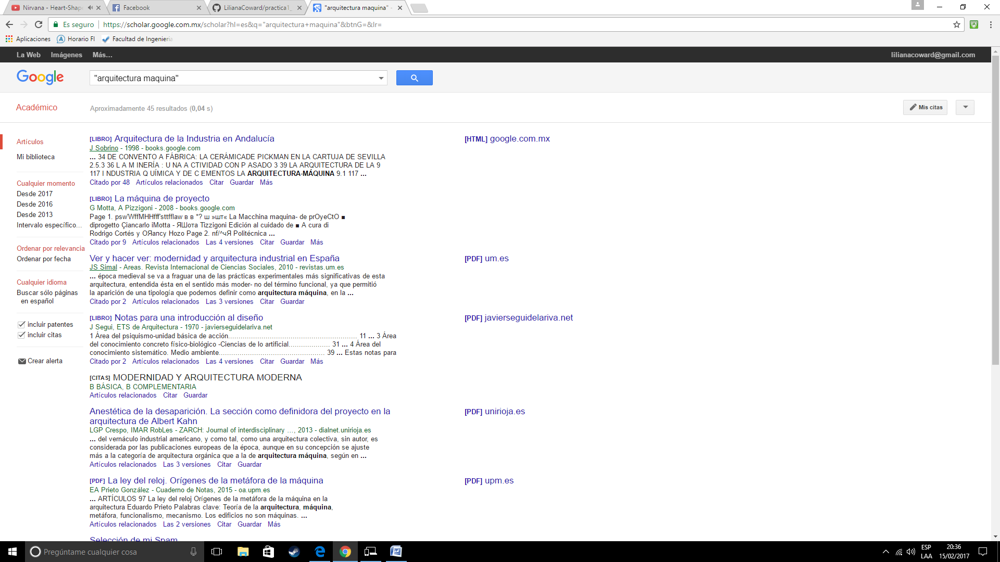 Nirvana - Heart-Shap
Facebook
LilianaCoward/practica1_
"arquitectura maquina" -
Es seguro
https://scholar.google.com.mx/scholar?hl=es&q="arquitectura+maquina"&btnG=&lr=
Aplicaciones
Horario FI
Facultad de Ingenieria
La Web Imágenes Más...
lilianacoward@gmail.com
Google
"arquitectura maquina"
Académico
Aproximadamente 45 resultados (0,04 s)
Mis citas
Artículos
Mi biblioteca
Cualquier momento
Desde 2017
Desde 2016
Desde 2013
Intervalo específico...
Ordenar por relevancia
Ordenar por fecha
Cualquier idioma
Buscar sólo páginas
en español
incluir patentes
incluir citas
Crear alerta
[LIBRO] Arquitectura de la Industria en Andalucía
J Sobrino - 1998 - books.google.com
... 34 DE CONVENTO A FÁBRICA: LA CERÁMICADE PICKMAN EN LA CARTUJA DE SEVILLA
2.5.3 36 L A M INERÍA : U NA A CTIVIDAD CON P ASADO 3 39 LA ARQUITECTURA DE LA 9
117 I NDUSTRIA Q UÍMICA Y DE C EMENTOS LA ARQUITECTURA-MÁQUINA 9.1 117 ...
Citado por 48 Artículos relacionados Citar Guardar Más
[HTML] google.com.mx
[LIBRO] La máquina de proyecto
G Motta, A Pizzigoni - 2008 - books.google.com
Page 1. psw'WffMHHfff'sttfflaw в в *? ш »шт« La Macchina maquina- de prOyeCtO ■
diprogetto Çiancarlo iMotta - ЯШота Tizzigoni Edición al cuidado de ■ A cura di
Rodrigo Cortés y OЯапсу Hozo Page 2. nf/^чЯ Politécnica ...
Citado por 9 Artículos relacionados Las 4 versiones Citar Guardar Más
Ver y hacer ver: modernidad y arquitectura industrial en España
JS Simal - Areas. Revista Internacional de Ciencias Sociales, 2010 - revistas.um.es
... época medieval se va a fraguar una de las prácticas experimentales más significativas de esta
arquitectura, entendida ésta en el sentido más moder- no del término funcional, ya que permitió
la aparición de una tipología que podemos definir como arquitectura máquina, en la ...
Citado por 2 Artículos relacionados Las 3 versiones Citar Guardar
[PDF] um.es
[LIBRO] Notas para una introducción al diseño
J Segui, ETS de Arquitectura - 1970 - javierseguidelariva.net
1 Área del psiquismo-unidad básica de acción.............................................................. 11 ... 3 Área
del conocimiento concreto físico-biológico -Ciencias de lo artificial.................... 31 ... 4 Área del
conocimiento sistemático. Medio ambiente................................................... 39 ... Estas notas para
Citado por 2 Artículos relacionados Las 4 versiones Citar Guardar Más
[PDF] javierseguidelariva.net
[CITAS] MODERNIDAD Y ARQUITECTURA MODERNA
B BÁSICA, B COMPLEMENTARIA
Artículos relacionados Citar Guardar
Anestética de la desaparición. La sección como definidora del proyecto en la
arquitectura de Albert Kahn
LGP Crespo, IMAR RobLes - ZARCH: Journal of interdisciplinary ..., 2013 - dialnet.unirioja.es
... del vernáculo industrial americano, y como tal, como una arquitectura colectiva, sin autor, es
considerada por las publicaciones europeas de la época, aunque en su concepción se ajuste
más a la categoría de arquitectura orgánica que a la de arquitectura máquina, según en ...
Artículos relacionados Las 3 versiones Citar Guardar
[PDF] unirioja.es
[PDF] La ley del reloj. Orígenes de la metáfora de la máquina
EA Prieto González - Cuaderno de Notas, 2015 - oa.upm.es
... ARTÍCULOS 97 La ley del reloj Orígenes de la metáfora de la máquina en la
arquitectura Eduardo Prieto Palabras clave: Teoría de la arquitectura, máquina,
metáfora, funcionalismo, mecanismo. Los edificios no son máquinas. ...
Artículos relacionados Las 2 versiones Citar Guardar Más
[PDF] upm.es
Selección de mi Spam
Pregúntame cualquier cosa
ESP
LAA
20:36
15/02/2017